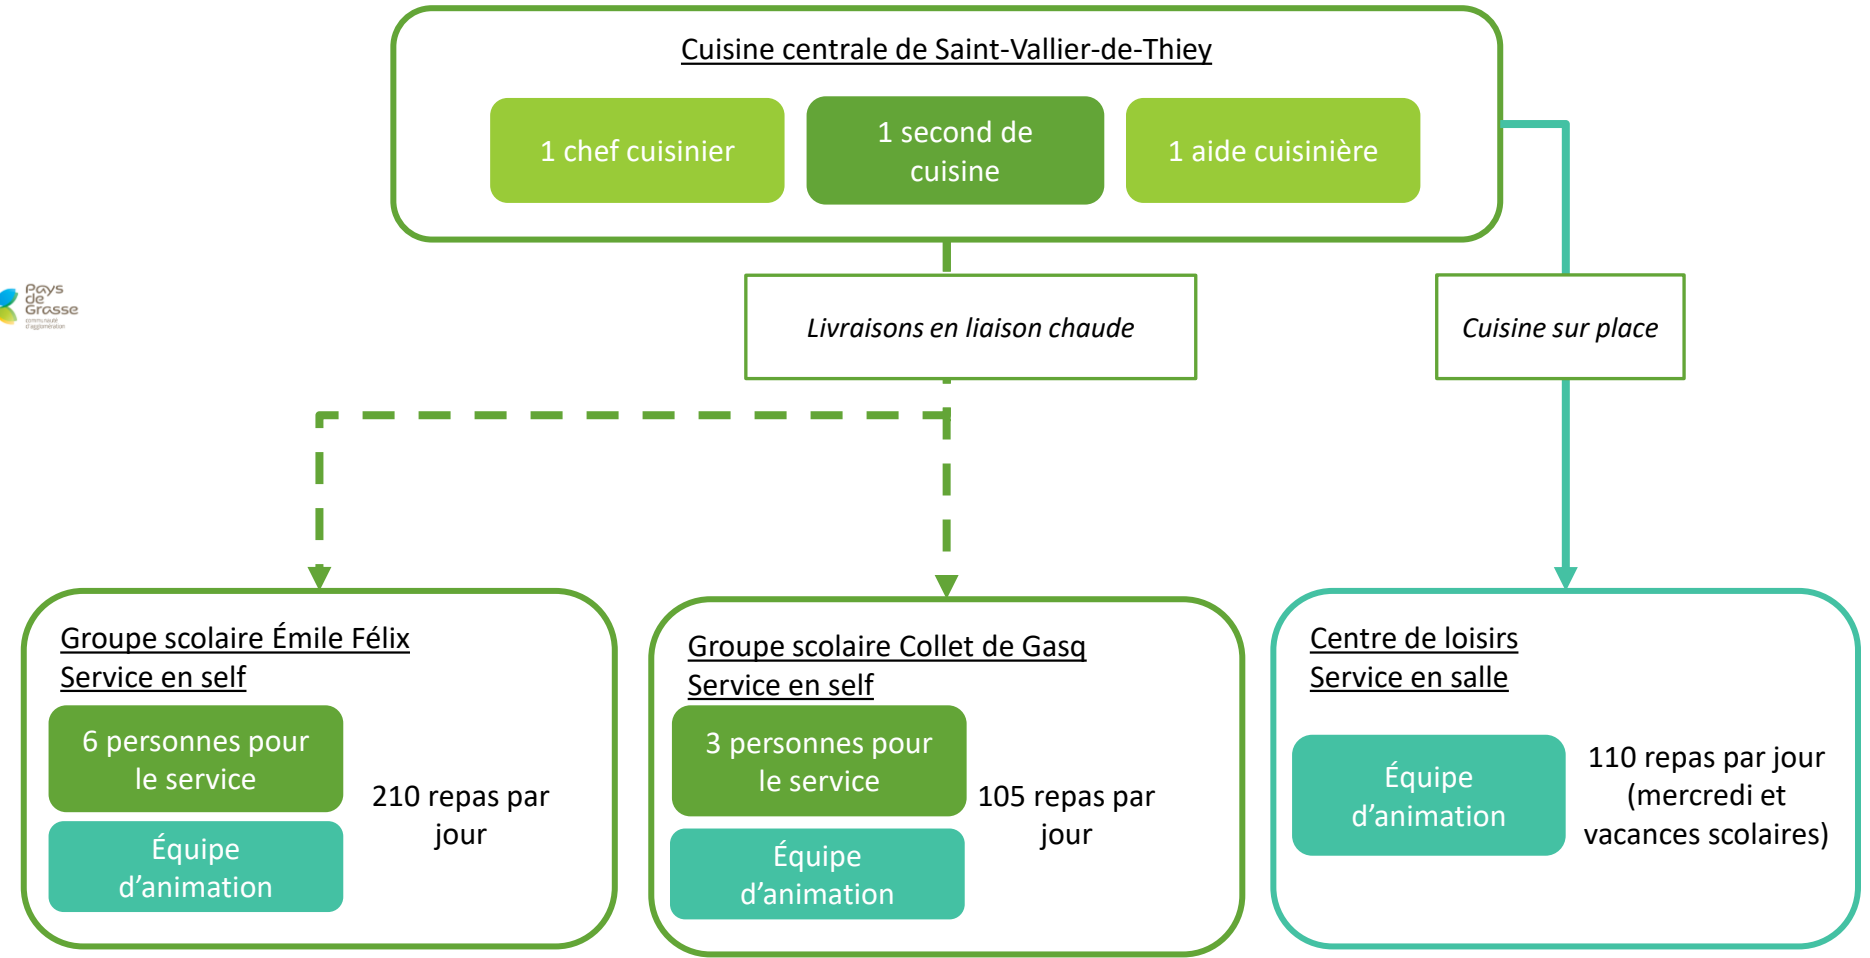 Cuisine centrale de Saint-Vallier-de-Thiey
1 chef cuisinier
1 second de
cuisine
1 aide cuisinière
Pays
de
Grasse
communauté
d'agglomération
Livraisons en liaison chaude
Cuisine sur place
Groupe scolaire Émile Félix
Service en self
6 personnes pour
le service
210 repas par
jour
Équipe
d’animation
Groupe scolaire Collet de Gasq
Service en self
3 personnes pour
le service
105 repas par
jour
Équipe
d’animation
Centre de loisirs
Service en salle
Équipe
d’animation
110 repas par jour
(mercredi et
vacances scolaires)